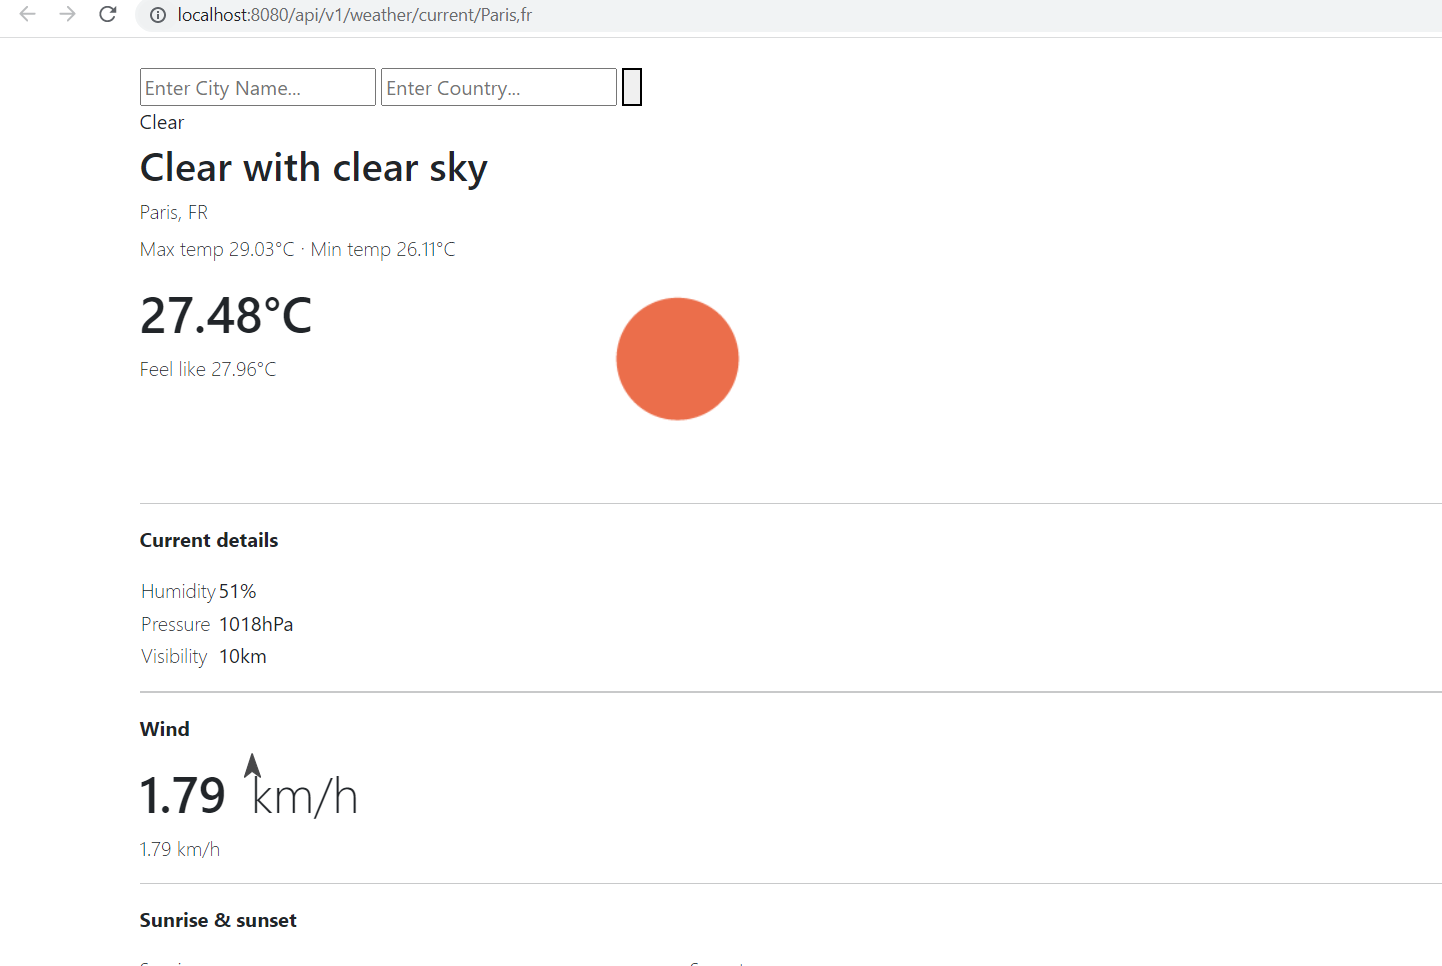 localhost:8080/api/v1/weather/current/Paris,fr
Enter City Name... Enter Country...
Clear
Clear with clear sky
Paris, FR
Max temp 29.03°C · Min temp 26.11°C
27.48°C
Feel like 27.96°C
Current details
Humidity 51%
Pressure 1018hPa
Visibility 10km
Wind
1.79 km/h
1.79 km/h
Sunrise & sunset